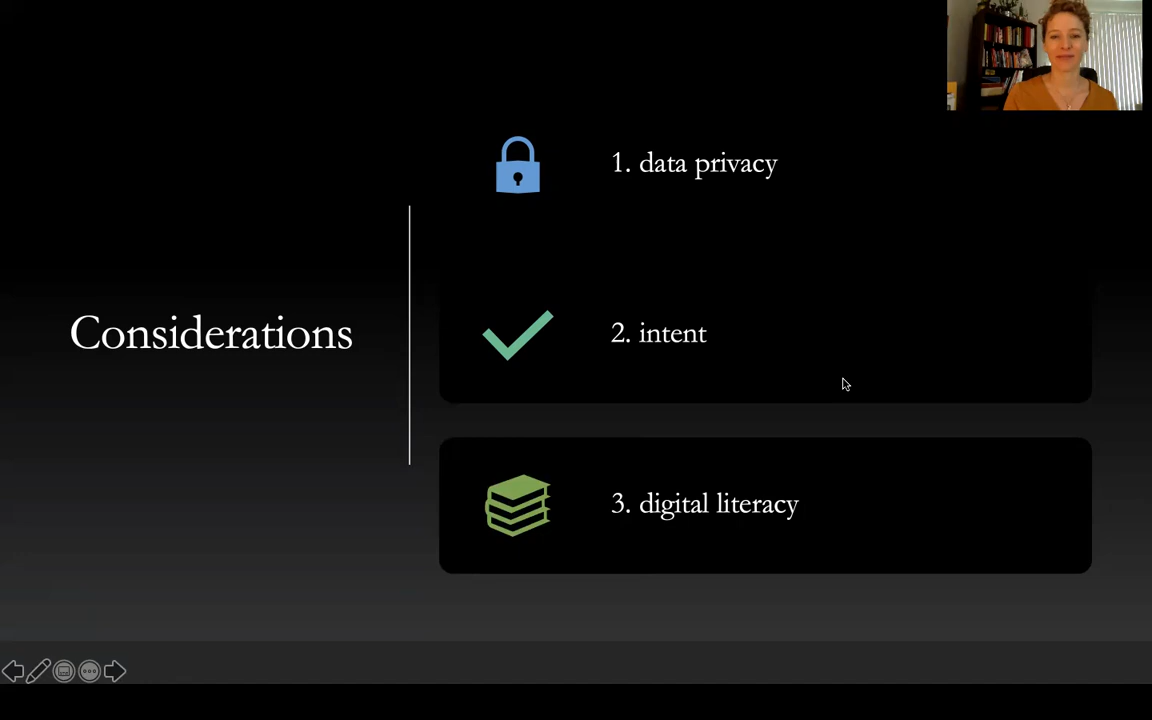 Considerations
1. data privacy
2. intent
3. digital literacy